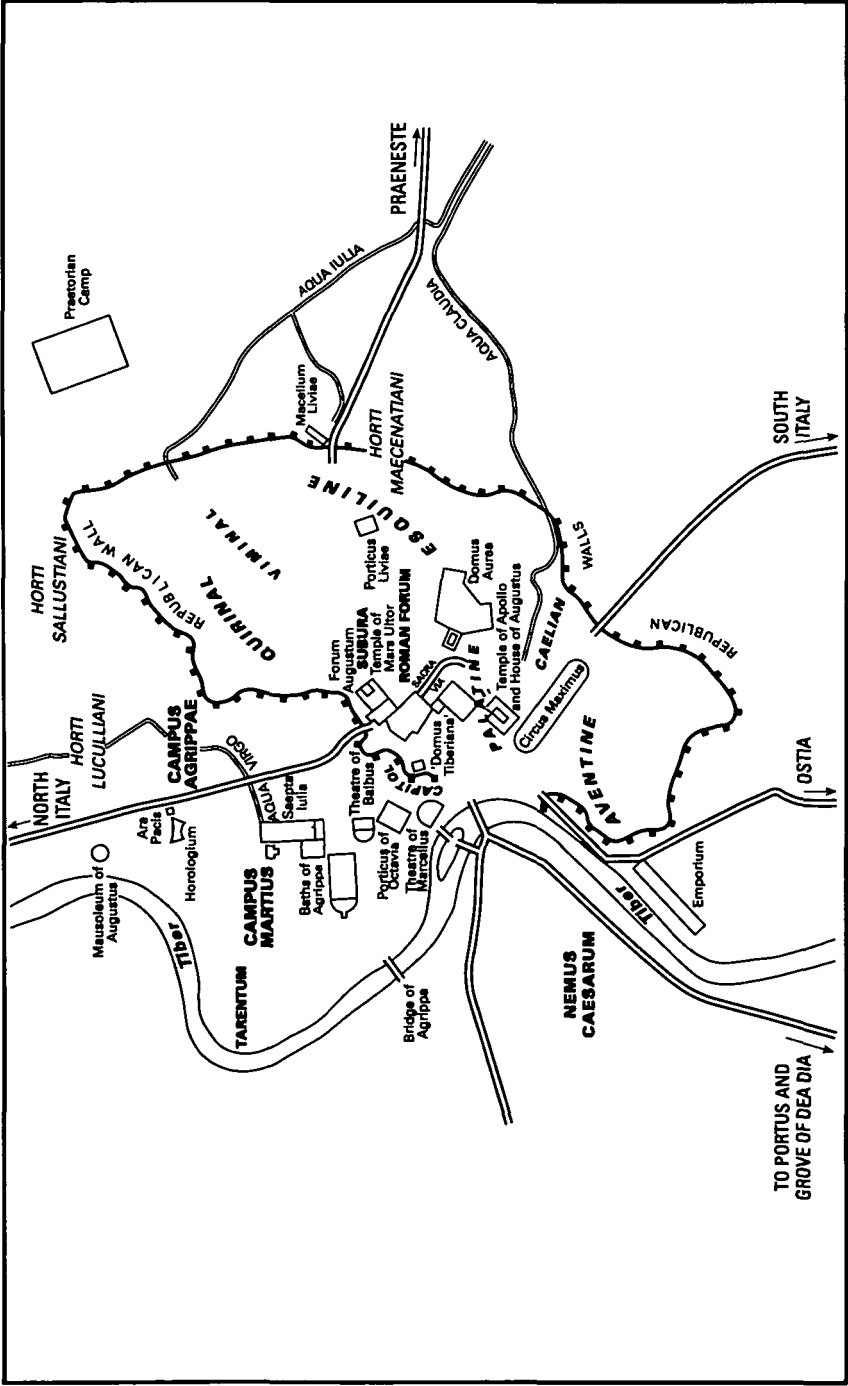 Praetorian
Camp
PRAENESTE
AQUA IULIA
AQUA CLAUDIA
Macellum
Liviae
HORTI
MAECENATIANI
HORTI
SALLUSTIANI
REPUBLICAN WALL
VIMINAL
QUIRINAL
ESQUILINE
Porticus
Liviae
SOUTH
ITALY
WALLS
REPUBLICAN
Domus
Aurea
CAELIAN
Forum
Augustum
SUBURA
Temple of
Mars Ultor
ROMAN FORUM
SACRA
VIA
PALATINE
Temple of Apollo
and House of Augustus
Circus Maximus
Domus
Tiberiana
CAPITOL
AVENTINE
HORTI
LUCULLIANI
CAMPUS
AGRIPPAE
AQUA VIRGO
NORTH
ITALY
Ara
Pacis
Horologium
Mausoleum of
Augustus
Saepta
Iulia
Theatre of
Balbus
Porticus of
Octavia
Theatre of
Marcellus
CAMPUS
MARTIUS
Baths of
Agrippa
Tiber
TARENTUM
Bridge of
Agrippa
OSTIA
Emporium
Tiber
NEMUS
CAESARUM
TO PORTUS AND
GROVE OF DEA DIA